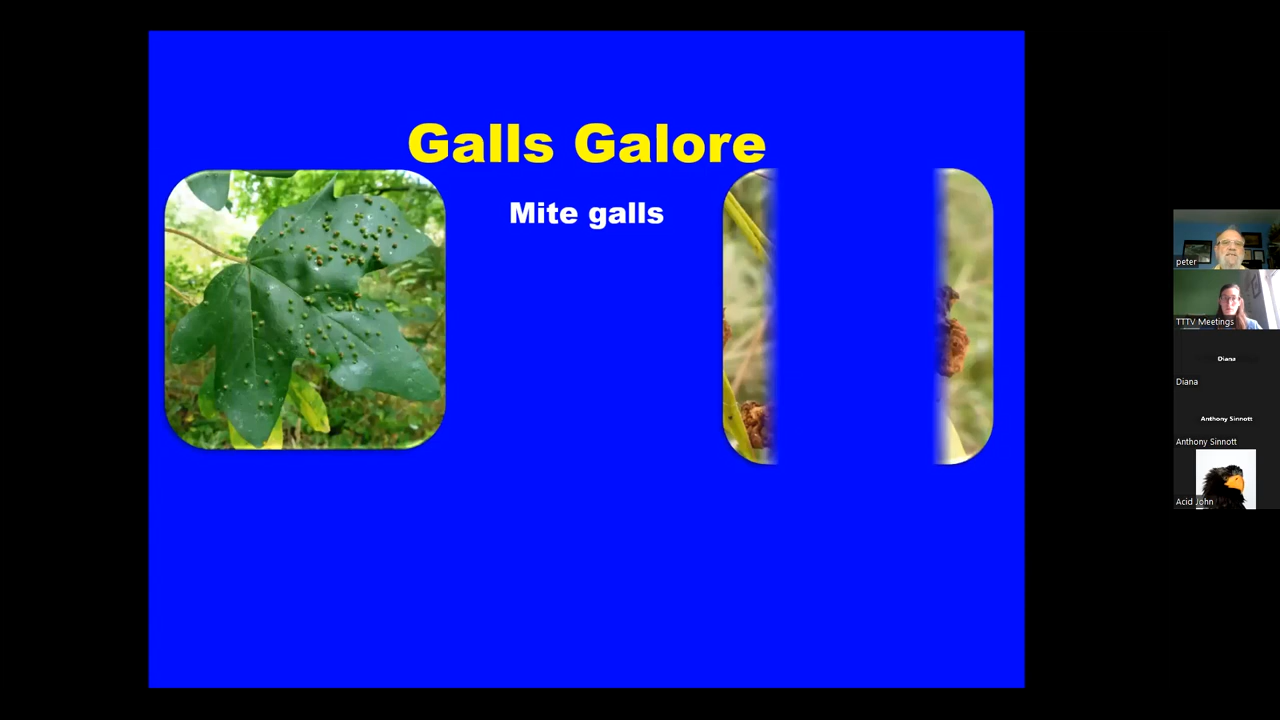 Galls Galore
Mite galls
peter
TTTV Meetings
Diana
Diana
Anthony Sinnott
Anthony Sinnott
Acid John